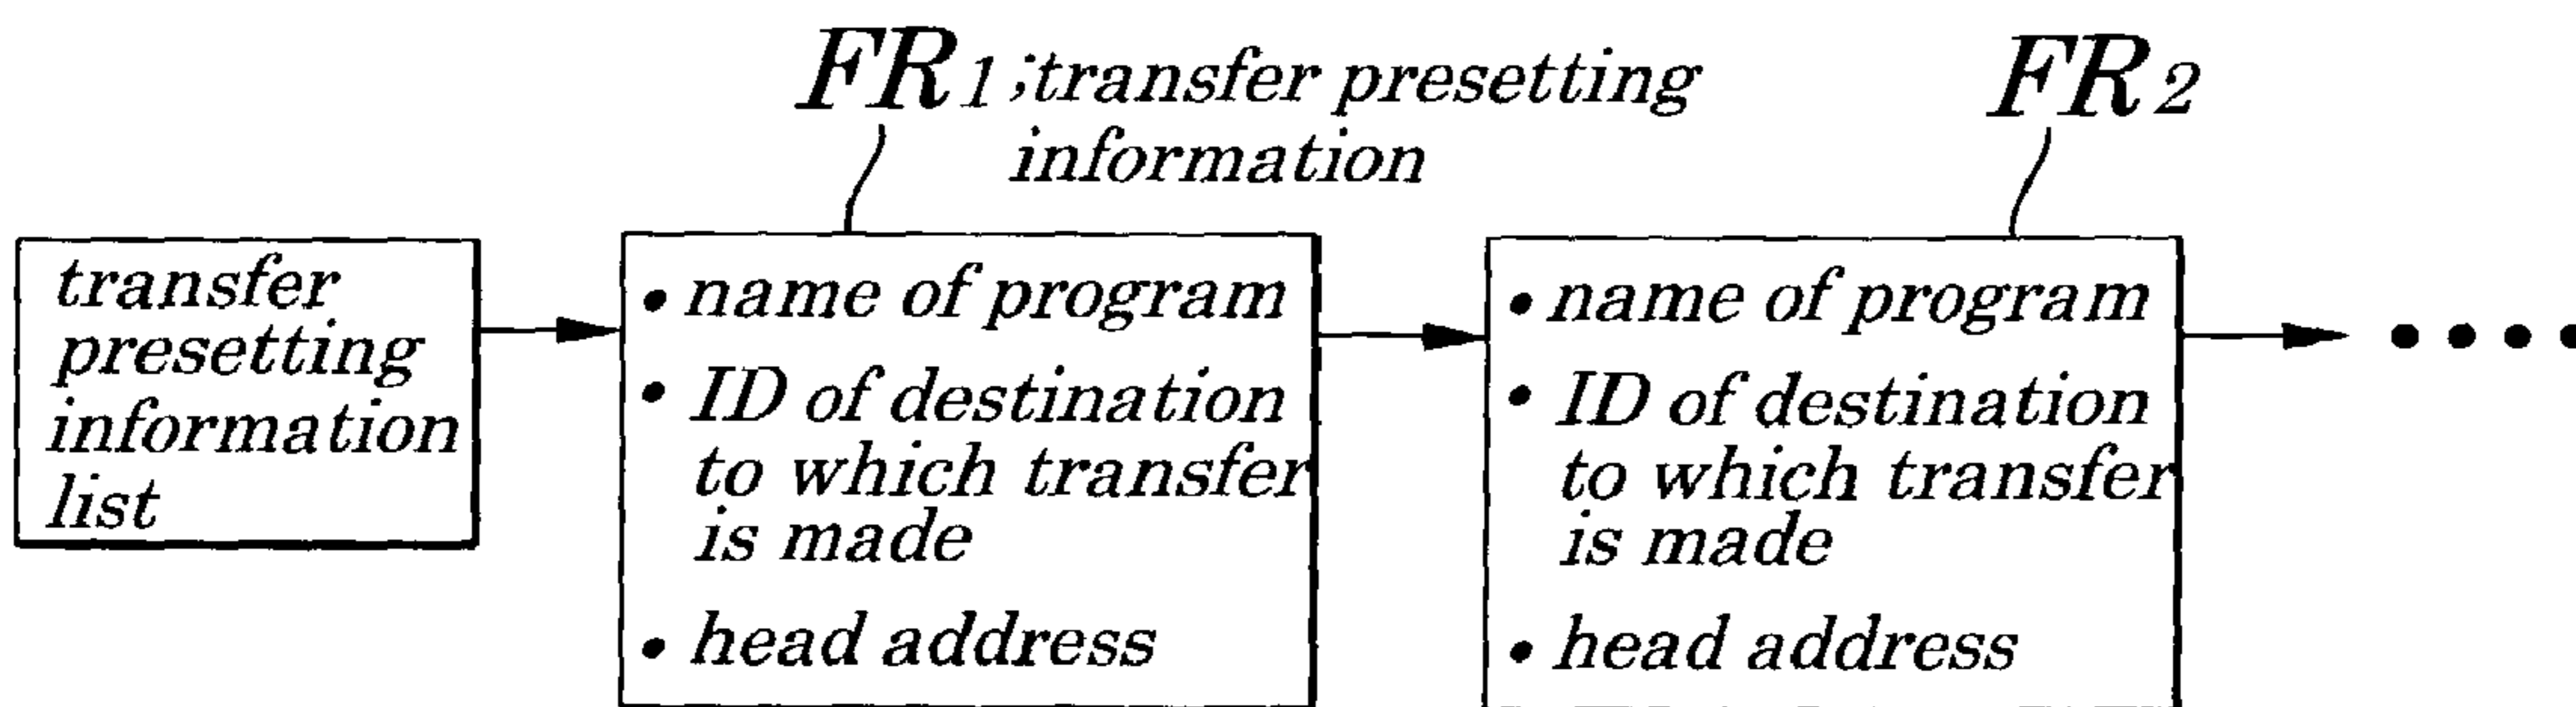 FR1 ;transfer presetting
information
FR2
transfer
presetting
information
list
• name of program
• ID of destination
to which transfer
is made
• head address
• name of program
• ID of destination
to which transfer
is made
• head address